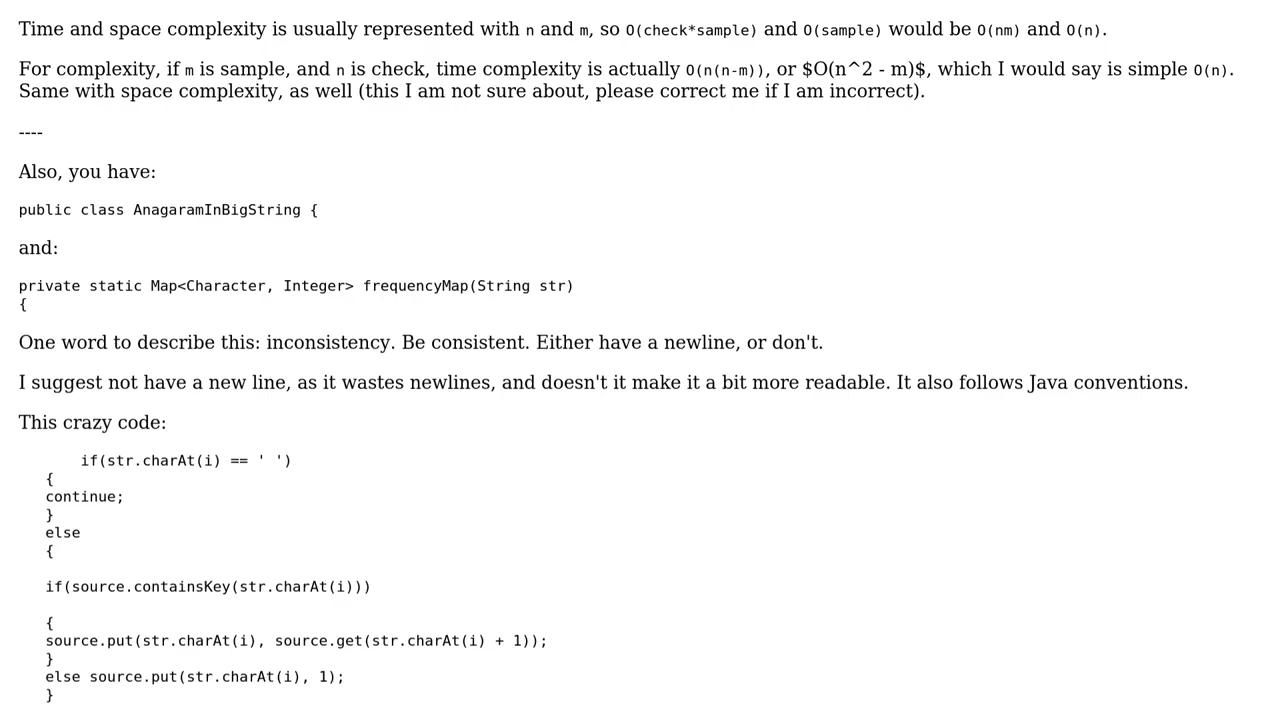 Time and space complexity is usually represented with n and m, so O(check*sample) and O(sample) would be O(nm) and O(n).
For complexity, if m is sample, and n is check, time complexity is actually O(n(n-m)), or $O(n^2 - m)$, which I would say is simple O(n).
Same with space complexity, as well (this I am not sure about, please correct me if I am incorrect).
----
Also, you have:
public class AnagaramInBigString {
and:
private static Map<Character, Integer> frequencyMap(String str)
{
One word to describe this: inconsistency. Be consistent. Either have a newline, or don't.
I suggest not have a new line, as it wastes newlines, and doesn't it make it a bit more readable. It also follows Java conventions.
This crazy code:
if(str.charAt(i) == ' ')
{
continue;
}
else
{
if(source.containsKey(str.charAt(i)))
{
source.put(str.charAt(i), source.get(str.charAt(i) + 1));
}
else source.put(str.charAt(i), 1);
}